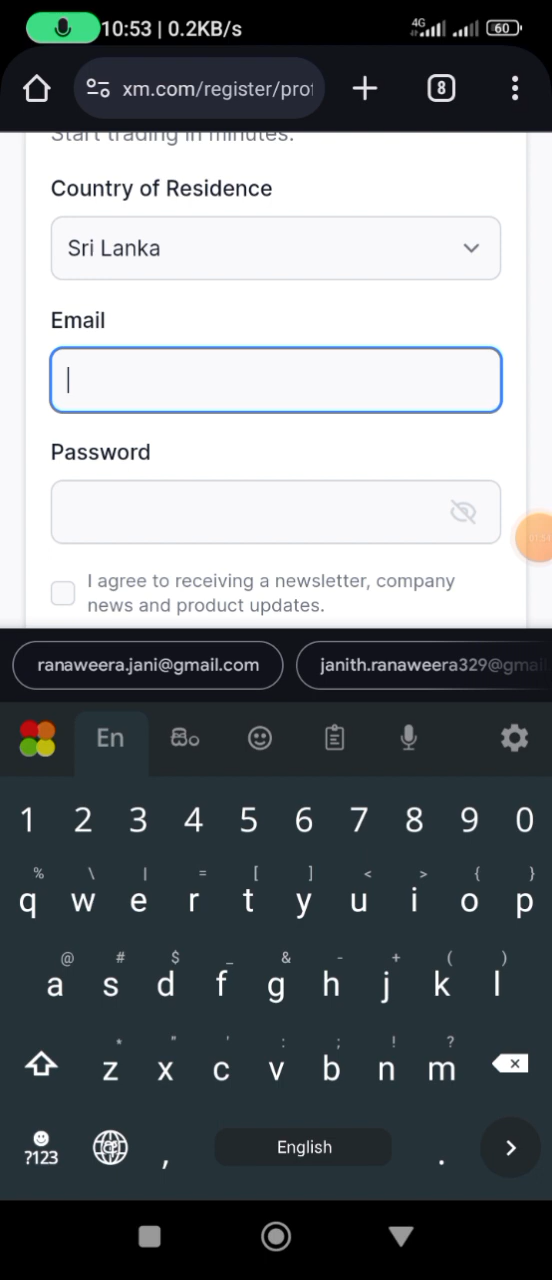 10:53 | 0.2KB/s 4G 60
xm.com/register/prof 8
Start trading in minutes.
Country of Residence
Sri Lanka
Email
Password
I agree to receiving a newsletter, company
news and product updates.
ranaweera.jani@gmail.com janith.ranaweera329@gmail
En සිං
1 2 3 4 5 6 7 8 9 0
% \ | = [ ] < > { }
q w e r t y u i o p
@ # $ _ & - + ( )
a s d f g h j k l
* " ' : ; ! ?
z x c v b n m
?123 , English .